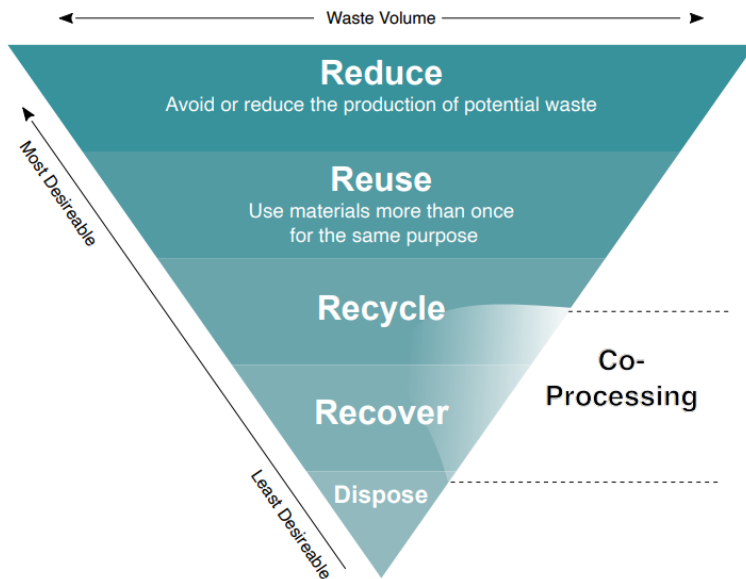 Waste Volume
Reduce
Avoid or reduce the production of potential waste
Reuse
Use materials more than once
for the same purpose
Most Desireable
Recycle
Co-
Processing
Recover
Dispose
Least Desireable